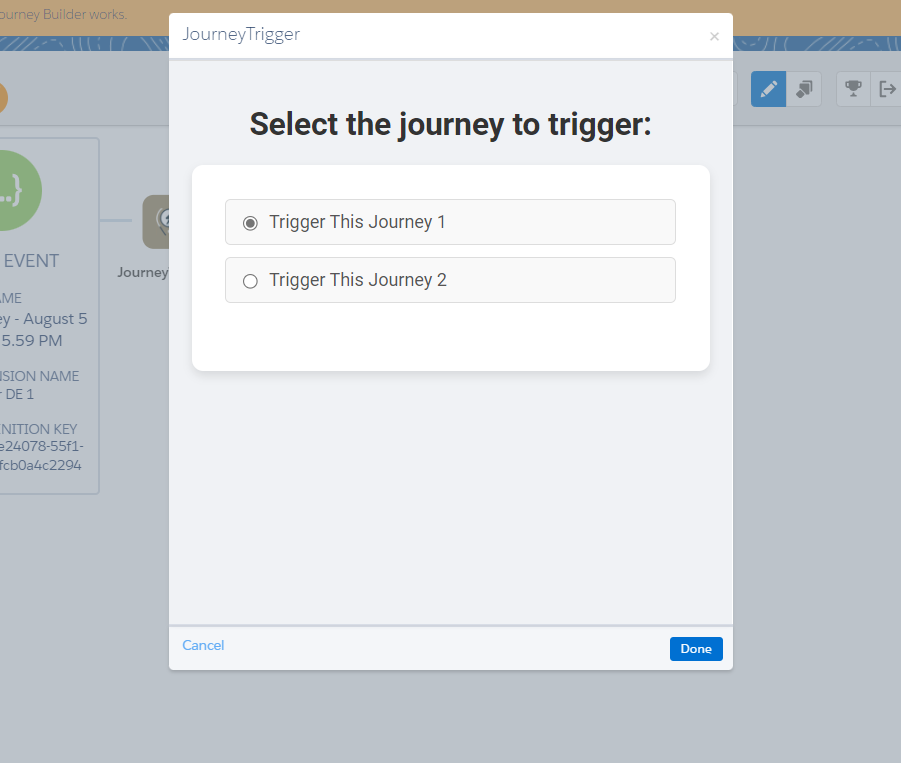 ourney Builder works.
JourneyTrigger
×
Select the journey to trigger:
Trigger This Journey 1
Trigger This Journey 2
..}
EVENT
Journey
AME
ey - August 5
5.59 PM
NSION NAME
DE 1
INITION KEY
e24078-55f1-
fcb0a4c2294
Cancel
Done